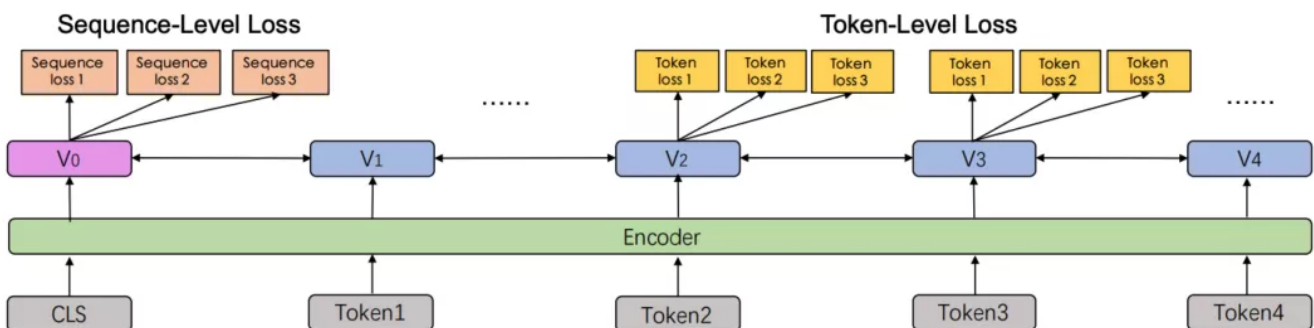 Sequence-Level Loss
Token-Level Loss
Sequence
loss 1
Sequence
loss 2
Sequence
loss 3
Token
loss 1
Token
loss 2
Token
loss 3
Token
loss 1
Token
loss 2
Token
loss 3
......
......
V0
V1
V2
V3
V4
Encoder
CLS
Token1
Token2
Token3
Token4